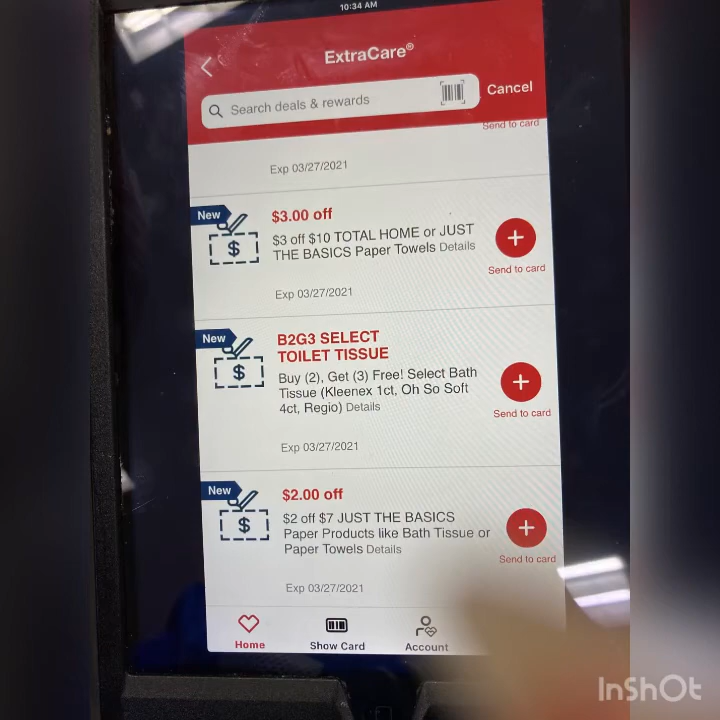 10:34 AM
ExtraCare®
Search deals & rewards
Cancel
Send to card
Exp 03/27/2021
New
$3.00 off
$3 off $10 TOTAL HOME or JUST
THE BASICS Paper Towels Details
Send to card
Exp 03/27/2021
New
B2G3 SELECT
TOILET TISSUE
Buy (2), Get (3) Free! Select Bath
Tissue (Kleenex 1ct, Oh So Soft
4ct, Regio) Details
Send to card
Exp 03/27/2021
New
$2.00 off
$2 off $7 JUST THE BASICS
Paper Products like Bath Tissue or
Paper Towels Details
Send to card
Exp 03/27/2021
Home
Show Card
Account
InShOt